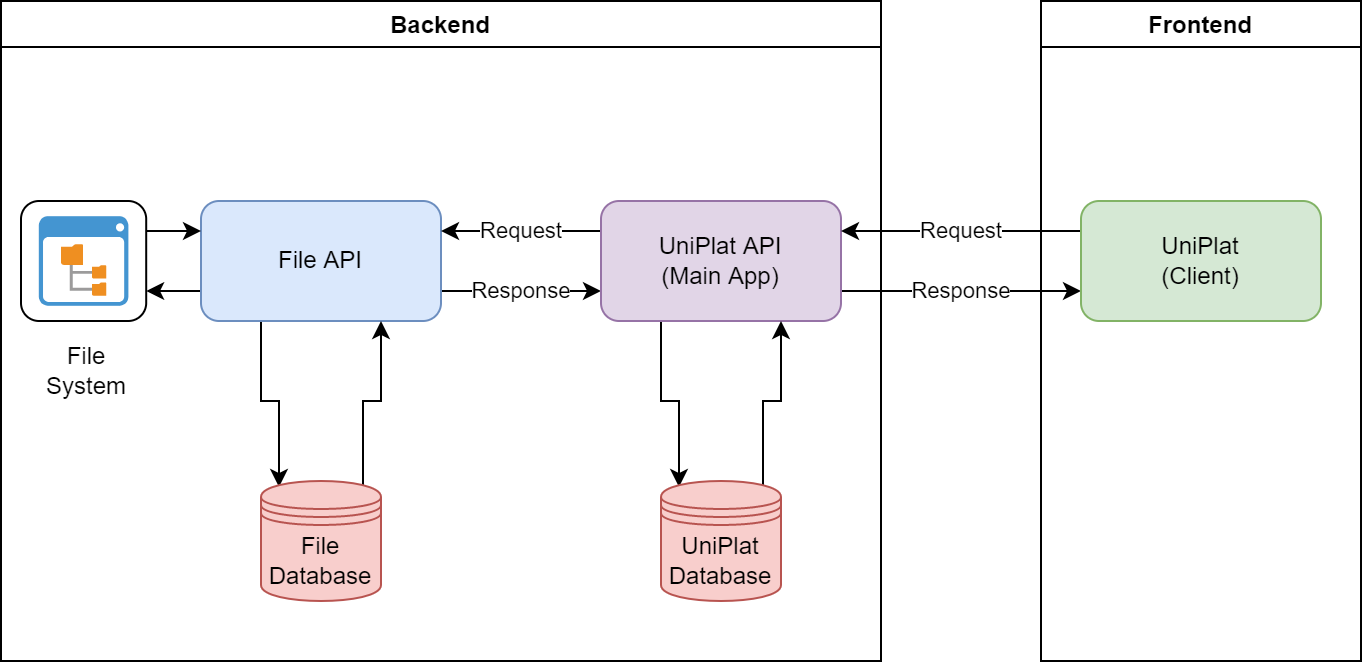 Backend
Frontend
File API
Request
Response
UniPlat API
(Main App)
Request
Response
UniPlat
(Client)
File
System
File
Database
UniPlat
Database